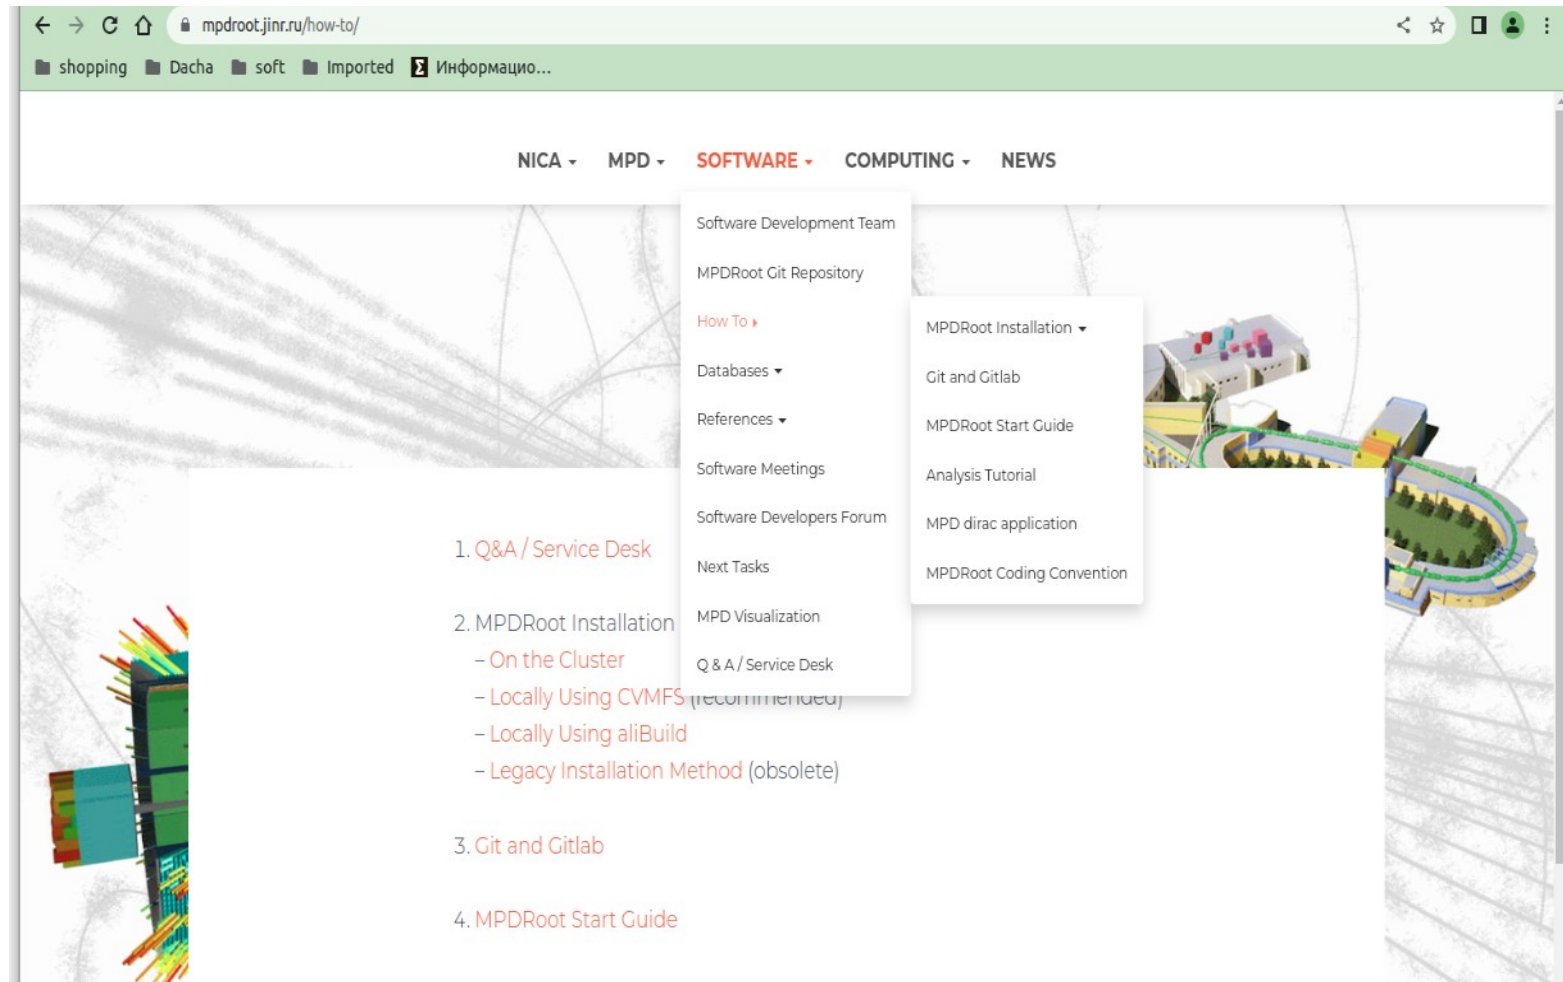 mpdroot.jinr.ru/how-to/
shopping Dacha soft Imported Σ Информацио...
NICA MPD SOFTWARE COMPUTING NEWS
Software Development Team
MPDRoot Git Repository
How To
Databases
References
Software Meetings
Software Developers Forum
Next Tasks
MPD Visualization
Q & A / Service Desk
MPDRoot Installation
Git and Gitlab
MPDRoot Start Guide
Analysis Tutorial
MPD dirac application
MPDRoot Coding Convention
1. Q&A / Service Desk
2. MPDRoot Installation
– On the Cluster
– Locally Using CVMFS (recommended)
– Locally Using aliBuild
– Legacy Installation Method (obsolete)
3. Git and Gitlab
4. MPDRoot Start Guide